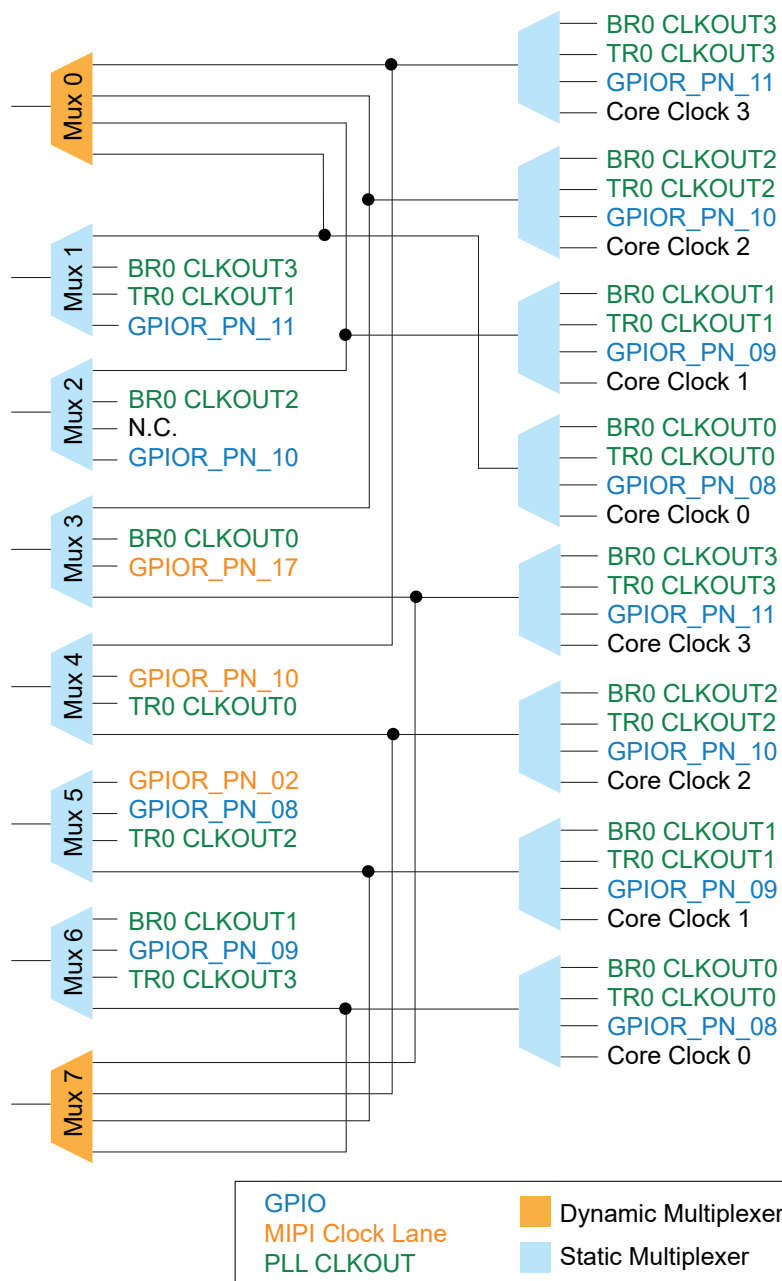 Mux 0
Mux 1
BR0 CLKOUT3
TR0 CLKOUT1
GPIOR_PN_11
Mux 2
BR0 CLKOUT2
N.C.
GPIOR_PN_10
Mux 3
BR0 CLKOUT0
GPIOR_PN_17
Mux 4
GPIOR_PN_10
TR0 CLKOUT0
Mux 5
GPIOR_PN_02
GPIOR_PN_08
TR0 CLKOUT2
Mux 6
BR0 CLKOUT1
GPIOR_PN_09
TR0 CLKOUT3
Mux 7
BR0 CLKOUT3
TR0 CLKOUT3
GPIOR_PN_11
Core Clock 3
BR0 CLKOUT2
TR0 CLKOUT2
GPIOR_PN_10
Core Clock 2
BR0 CLKOUT1
TR0 CLKOUT1
GPIOR_PN_09
Core Clock 1
BR0 CLKOUT0
TR0 CLKOUT0
GPIOR_PN_08
Core Clock 0
BR0 CLKOUT3
TR0 CLKOUT3
GPIOR_PN_11
Core Clock 3
BR0 CLKOUT2
TR0 CLKOUT2
GPIOR_PN_10
Core Clock 2
BR0 CLKOUT1
TR0 CLKOUT1
GPIOR_PN_09
Core Clock 1
BR0 CLKOUT0
TR0 CLKOUT0
GPIOR_PN_08
Core Clock 0
GPIO
MIPI Clock Lane
PLL CLKOUT
Dynamic Multiplexer
Static Multiplexer